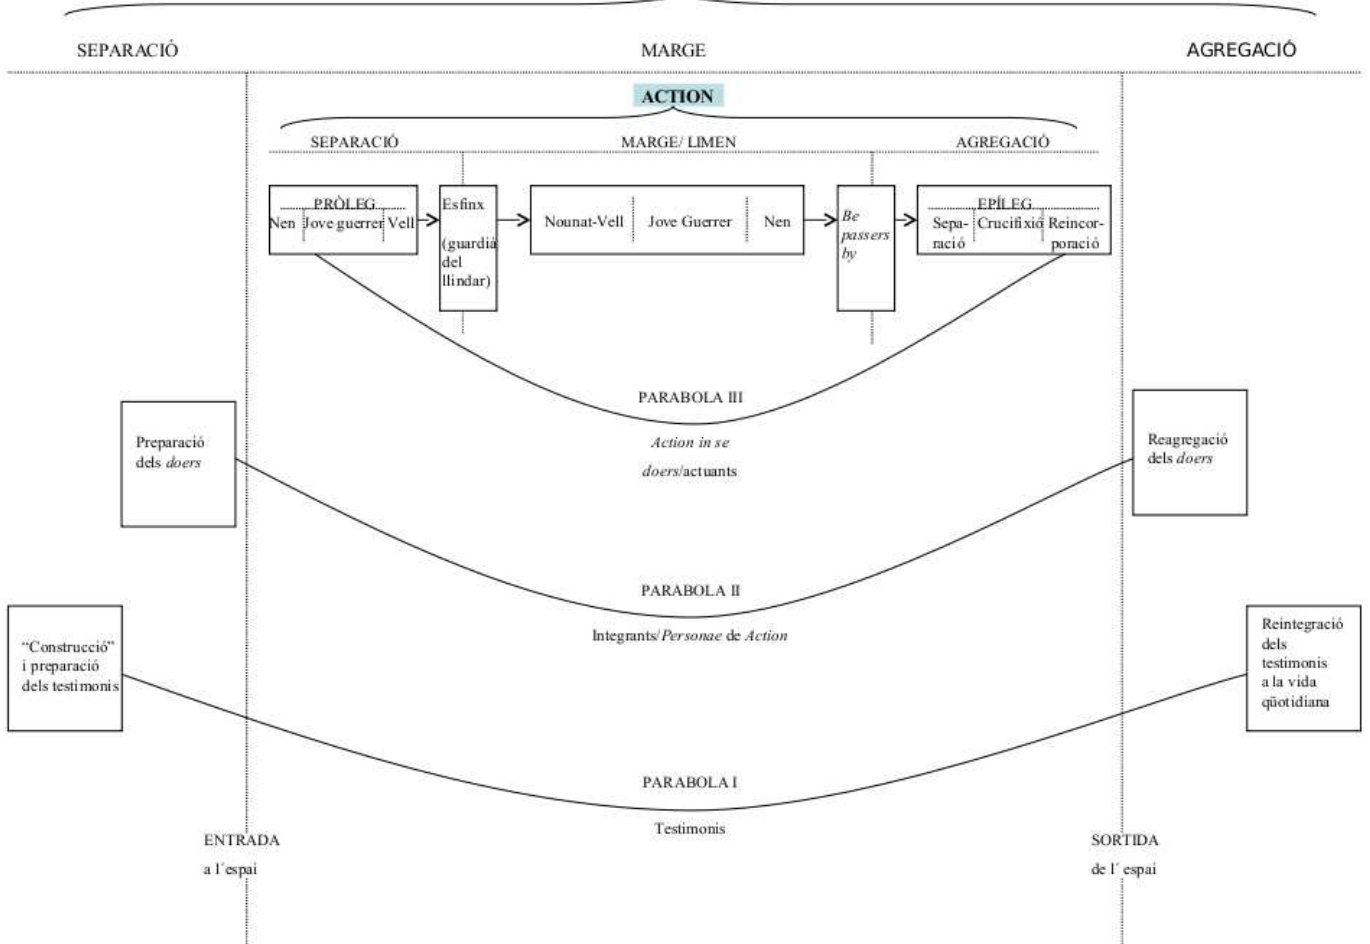 SEPARACIÓ MARGE AGREGACIÓ
ACTION
SEPARACIÓ MARGE/ LIMEN AGREGACIÓ
PRÒLEG
Nen Jove guerrer Vell
Esfinx
(guardià
del
llindar)
Nounat-Vell Jove Guerrer Nen
Be
passers
by
EPÍLEG
Sepa-
ració
Crucifixió
Reincor-
poració
PARABOLA III
Action in se
doers/actuants
Preparació
dels doers
Reagregació
dels doers
PARABOLA II
Integrants/Personae de Action
“Construcció”
i preparació
dels testimonis
Reintegració
dels
testimonis
a la vida
qüotidiana
PARABOLA I
Testimonis
ENTRADA
a l´espai
SORTIDA
de l´ espai